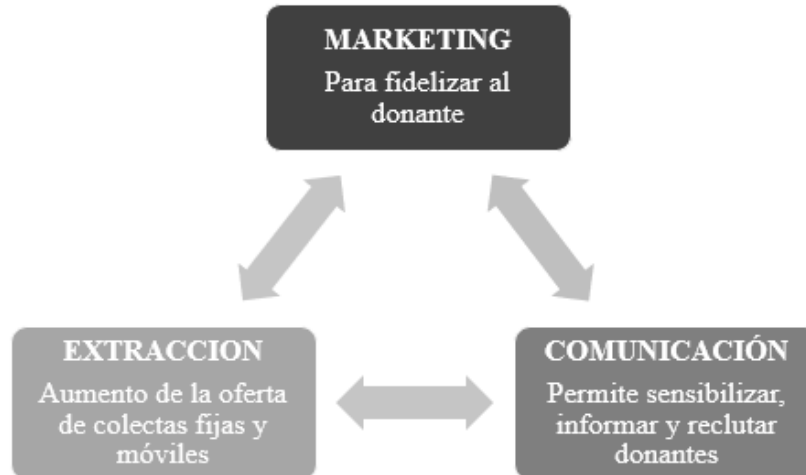 MARKETING
Para fidelizar al
donante
EXTRACCION
Aumento de la oferta
de colectas fijas y
móviles
COMUNICACIÓN
Permite sensibilizar,
informar y reclutar
donantes